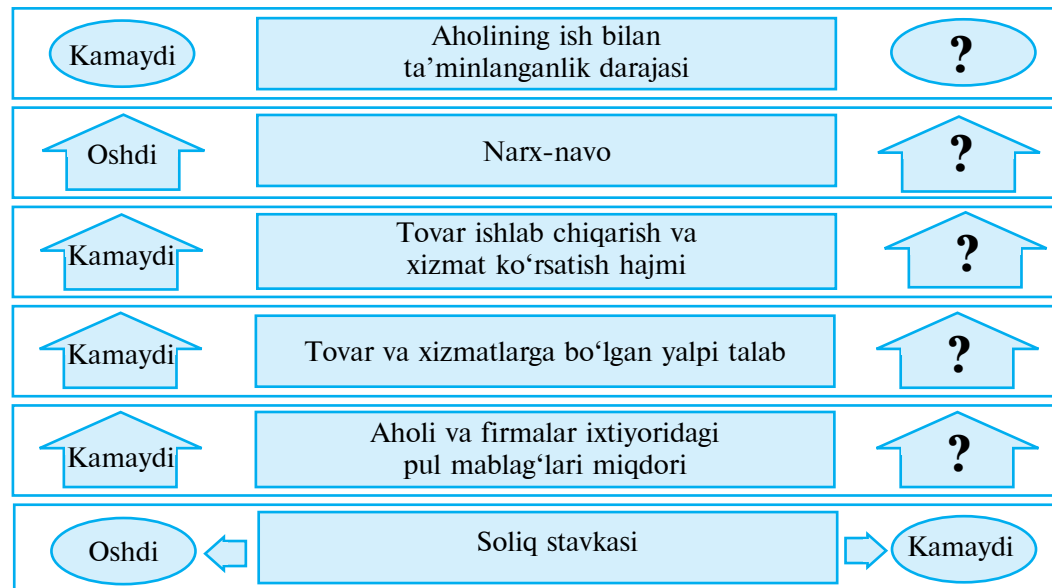 Kamaydi
Aholining ish bilan
ta’minlanganlik darajasi
?
Oshdi
Narx-navo
?
Kamaydi
Tovar ishlab chiqarish va
xizmat ko‘rsatish hajmi
?
Kamaydi
Tovar va xizmatlarga bo‘lgan yalpi talab
?
Kamaydi
Aholi va firmalar ixtiyoridagi
pul mablag‘lari miqdori
?
Oshdi
Soliq stavkasi
Kamaydi